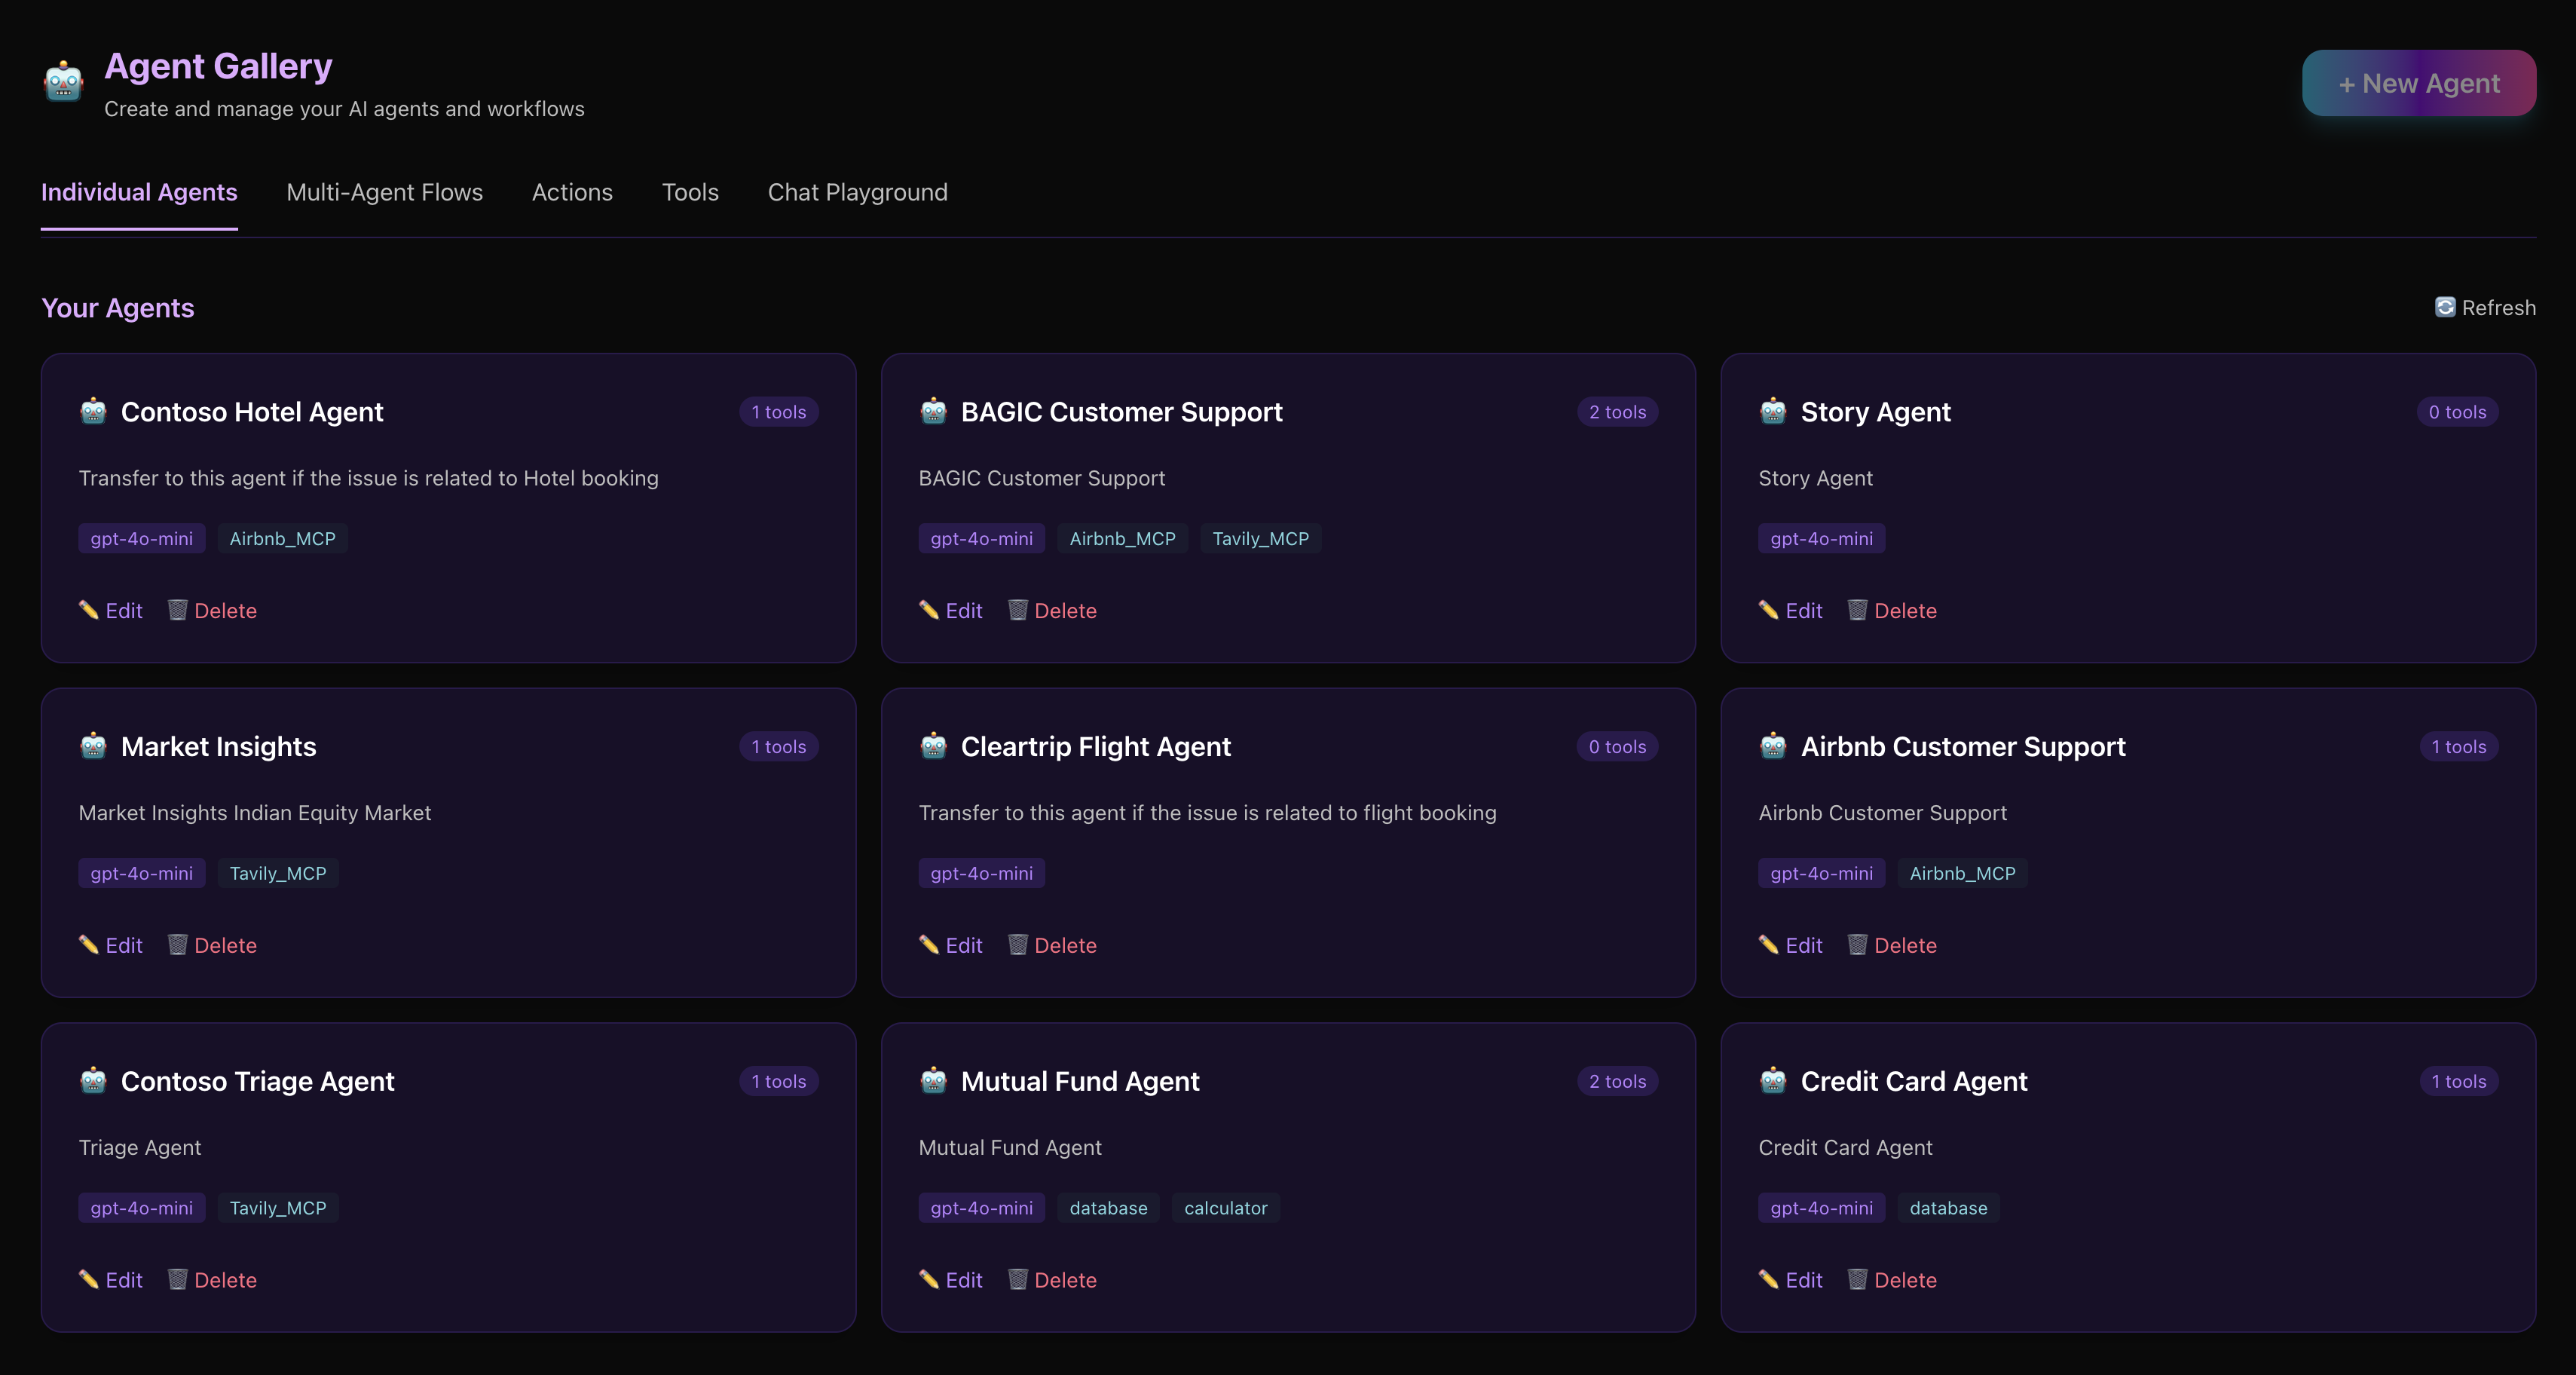 Agent Gallery
Create and manage your AI agents and workflows
+ New Agent
Individual Agents
Multi-Agent Flows
Actions
Tools
Chat Playground
Your Agents
Refresh
Contoso Hotel Agent
1 tools
Transfer to this agent if the issue is related to Hotel booking
gpt-4o-mini
Airbnb_MCP
Edit
Delete
BAGIC Customer Support
2 tools
BAGIC Customer Support
gpt-4o-mini
Airbnb_MCP
Tavily_MCP
Edit
Delete
Story Agent
0 tools
Story Agent
gpt-4o-mini
Edit
Delete
Market Insights
1 tools
Market Insights Indian Equity Market
gpt-4o-mini
Tavily_MCP
Edit
Delete
Cleartrip Flight Agent
0 tools
Transfer to this agent if the issue is related to flight booking
gpt-4o-mini
Edit
Delete
Airbnb Customer Support
1 tools
Airbnb Customer Support
gpt-4o-mini
Airbnb_MCP
Edit
Delete
Contoso Triage Agent
1 tools
Triage Agent
gpt-4o-mini
Tavily_MCP
Edit
Delete
Mutual Fund Agent
2 tools
Mutual Fund Agent
gpt-4o-mini
database
calculator
Edit
Delete
Credit Card Agent
1 tools
Credit Card Agent
gpt-4o-mini
database
Edit
Delete